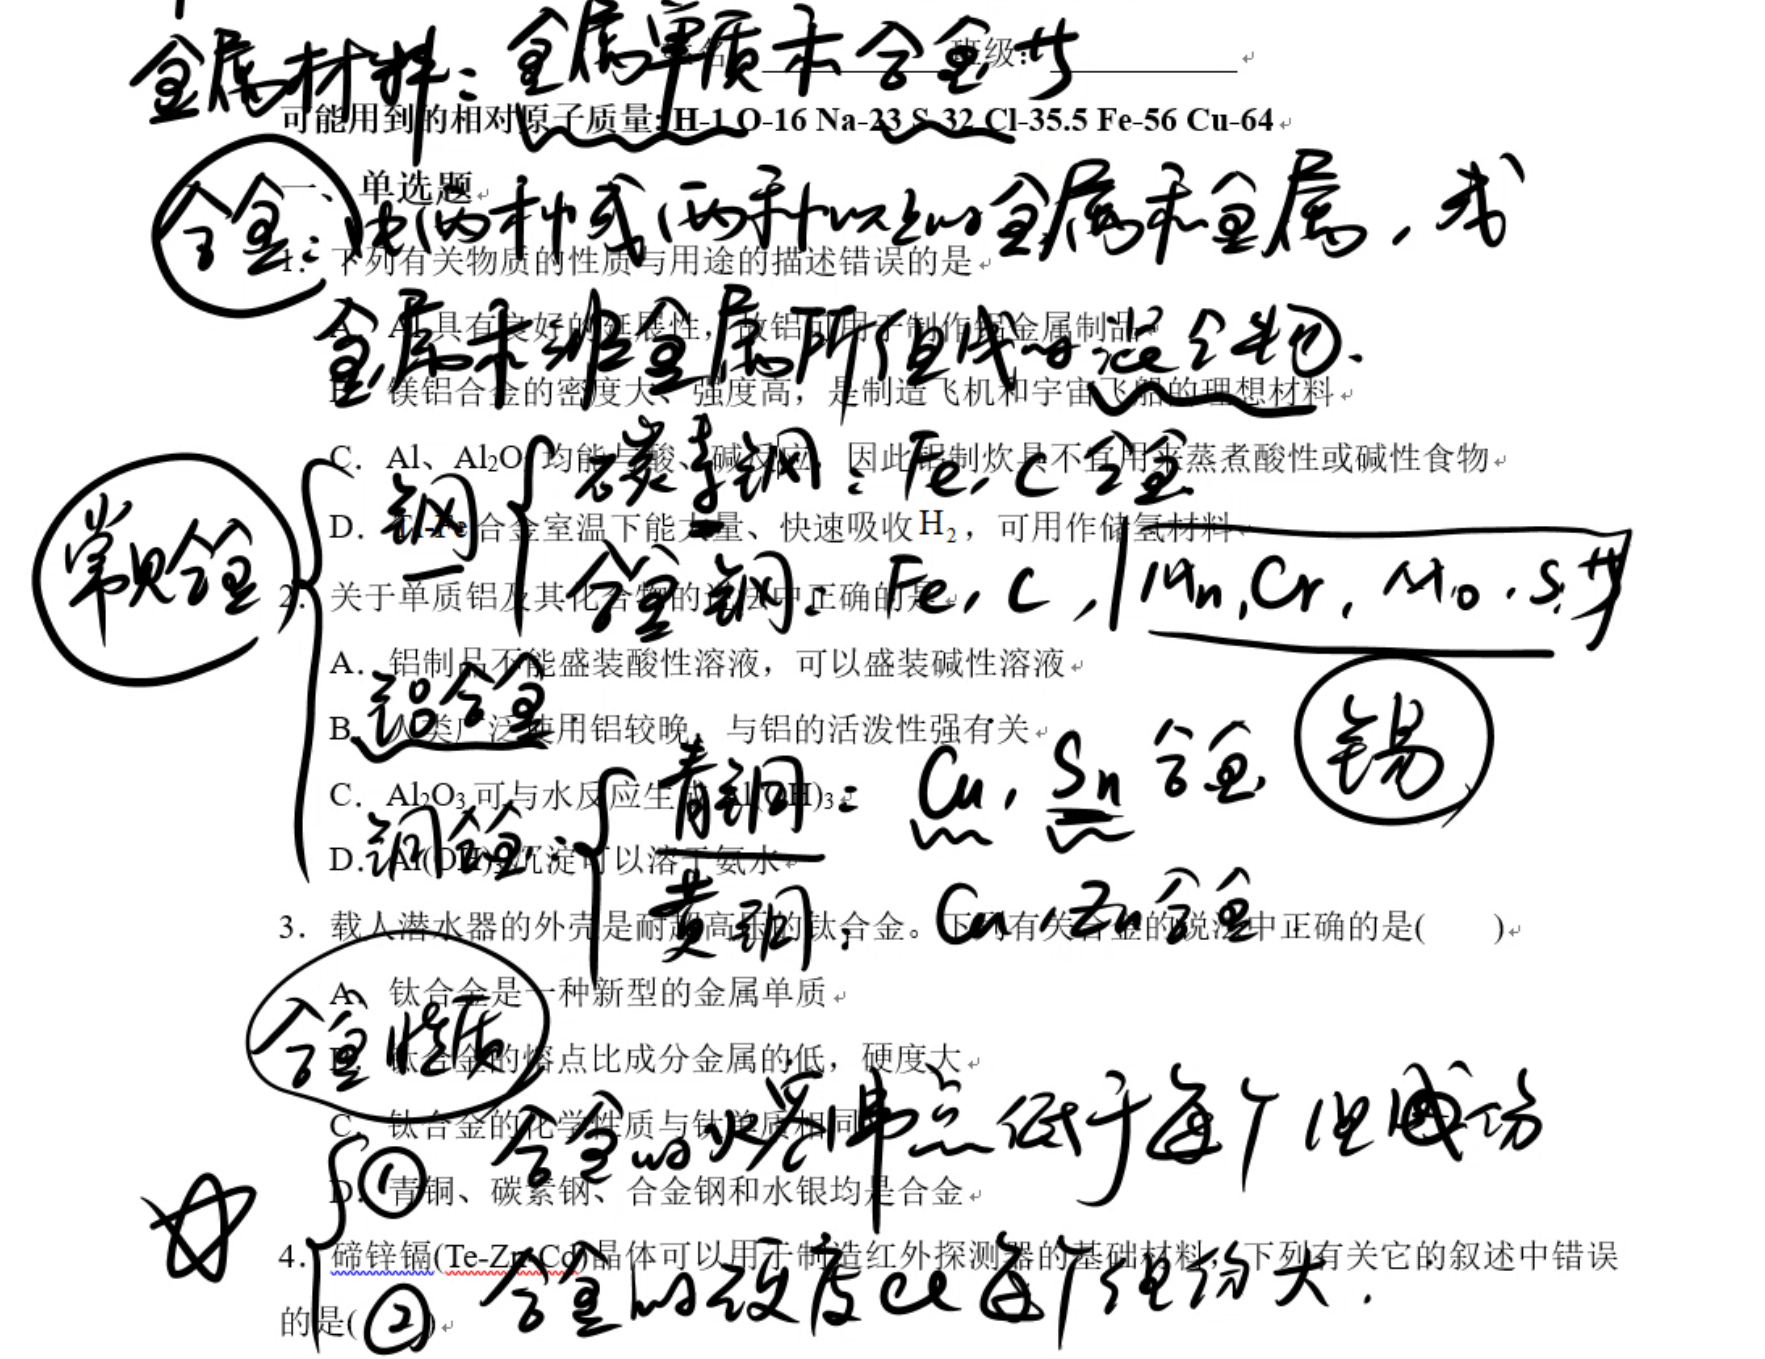 金属材料：金属单质和合金共
班级：
可能用到的相对原子质量：H-1 O-16 Na-23 S-32 Cl-35.5 Fe-56 Cu-64
一、单选题
合金：由两种或两种以上的金属和金属，或
1．下列有关物质的性质与用途的描述错误的是
A．Al具有良好的延展性，故铝可用于制作 金属制品
金属和非金属所组成的混合物.
B．镁铝合金的密度大、强度高，是制造飞机和宇宙飞船的理想材料
C．Al、Al₂O₃均能与酸、碱反应，因此铝制炊具不宜用来蒸煮酸性或碱性食物
碳素钢：Fe, C 合金
常见合金 钢
D．Ti-Fe合金室温下能大量、快速吸收H₂，可用作储氢材料
合金钢：Fe, C, Mn, Cr, Mo, S 共
2．关于单质铝及其化合物的说法中正确的是
A．铝制品不能盛装酸性溶液，可以盛装碱性溶液
铝合金
B．人类广泛使用铝较晚，与铝的活泼性强有关
青铜：Cu, Sn 合金 锡
C．Al₂O₃可与水反应生成Al(OH)₃
铜合金：
D．Al(OH)₃沉淀可以溶于氨水
黄铜：Cu, Zn 合金
3．载人潜水器的外壳是耐超高压的钛合金。下列有关合金的说法中正确的是( )
A．钛合金是一种新型的金属单质
合金性质
B．钛合金的熔点比成分金属的低，硬度大
C．钛合金的化学性质与钛单质相同
① 合金的熔沸点低于每个组成份
D．青铜、碳素钢、合金钢和水银均是合金
4．碲锌镉(Te-Zn-Cd)晶体可以用于制造红外探测器的基础材料，下列有关它的叙述中错误
② 合金的硬度比每个组份大.
的是( )